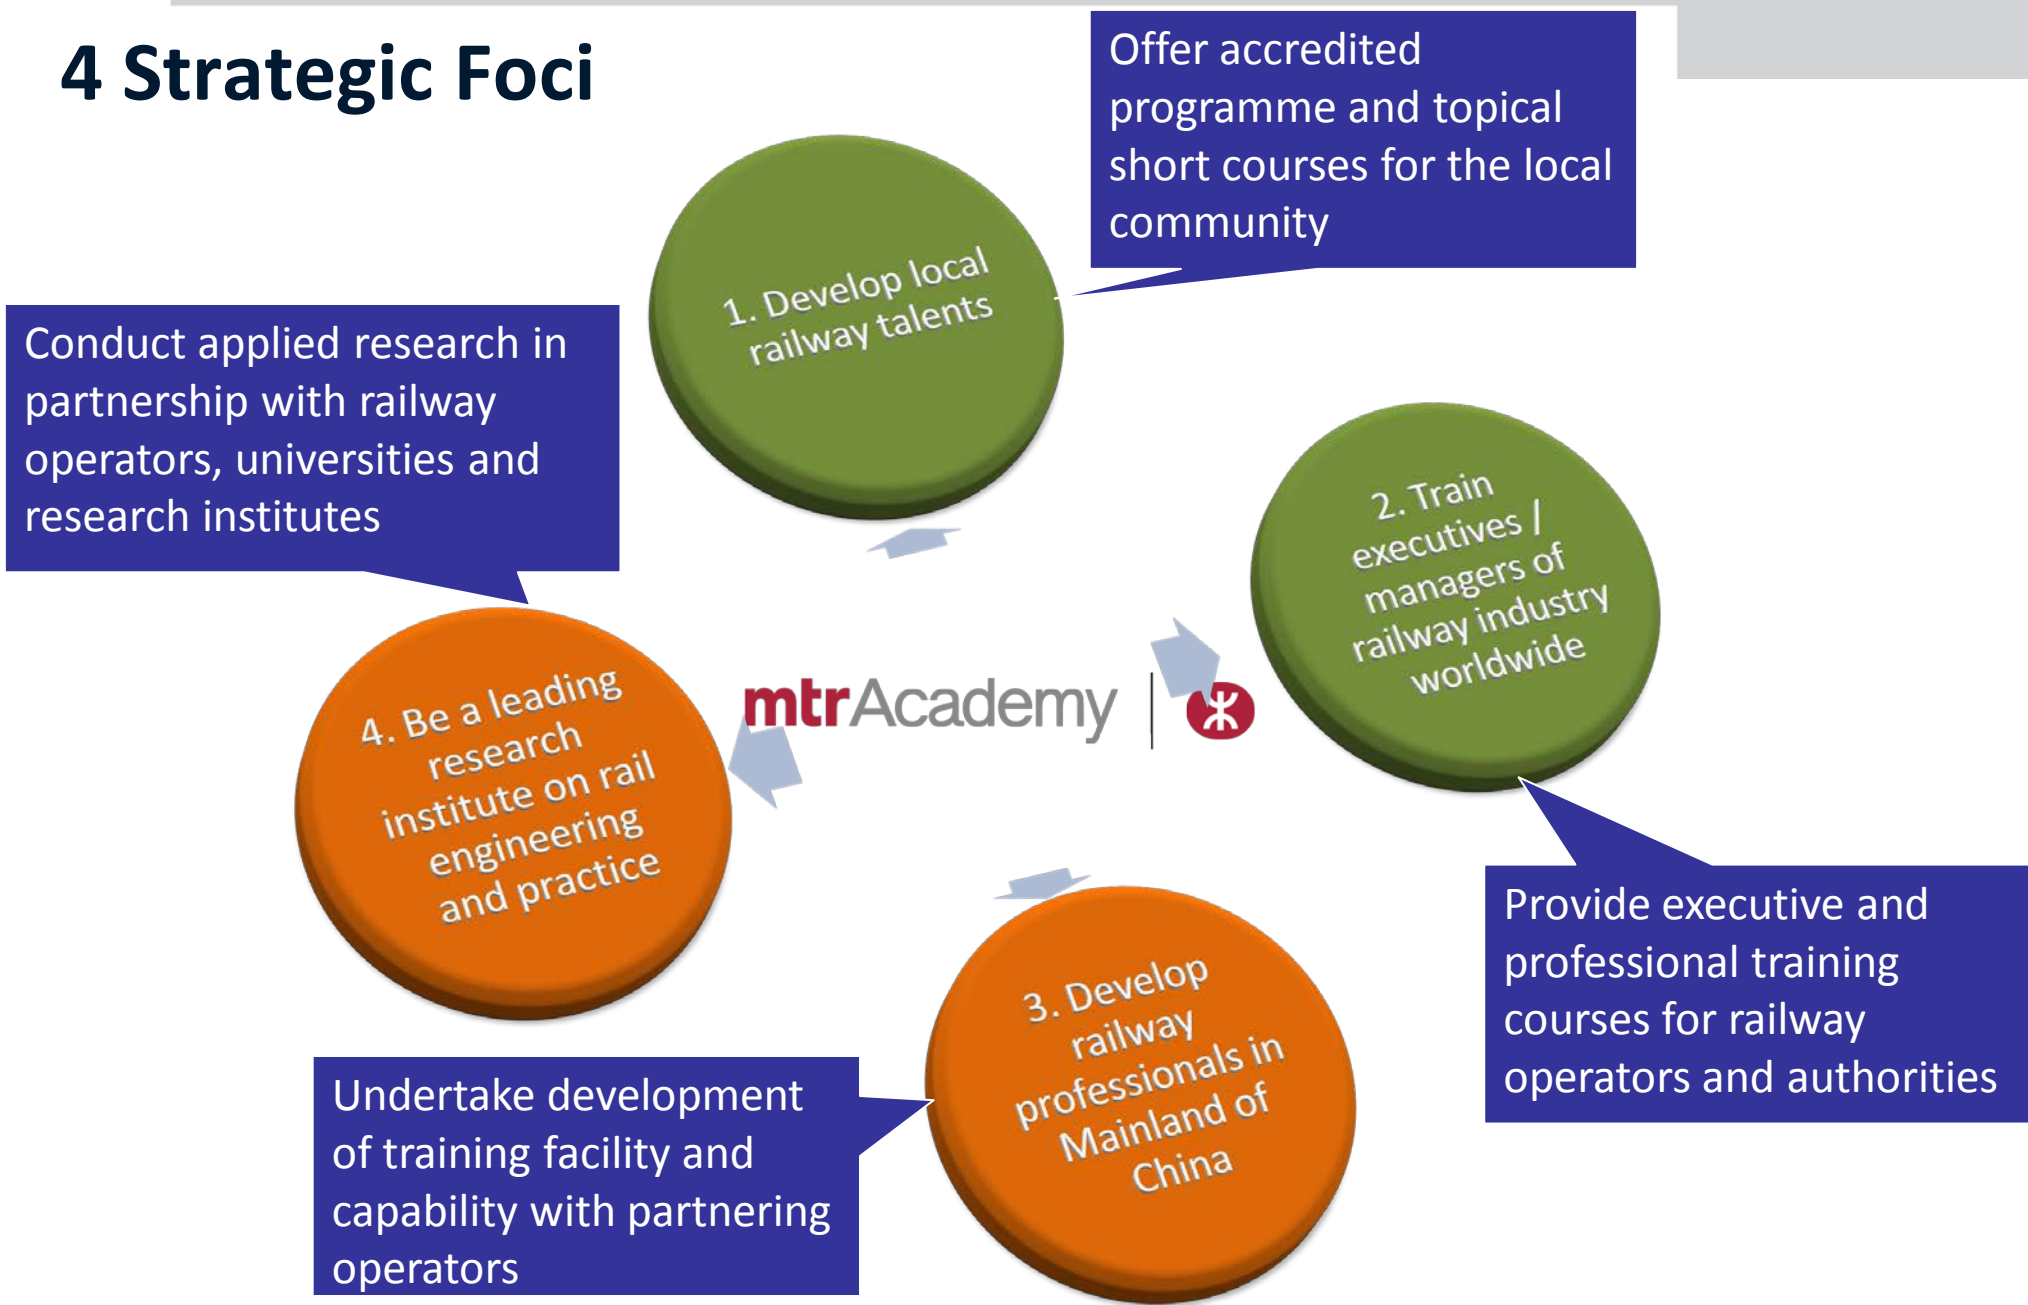 4 Strategic Foci
Offer accredited
programme and topical
short courses for the local
community
1. Develop local
railway talents
Conduct applied research in
partnership with railway
operators, universities and
research institutes
2. Train
executives /
managers of
railway industry
worldwide
mtrAcademy
4. Be a leading
research
institute on rail
engineering
and practice
Provide executive and
professional training
courses for railway
operators and authorities
3. Develop
railway
professionals in
Mainland of
China
Undertake development
of training facility and
capability with partnering
operators